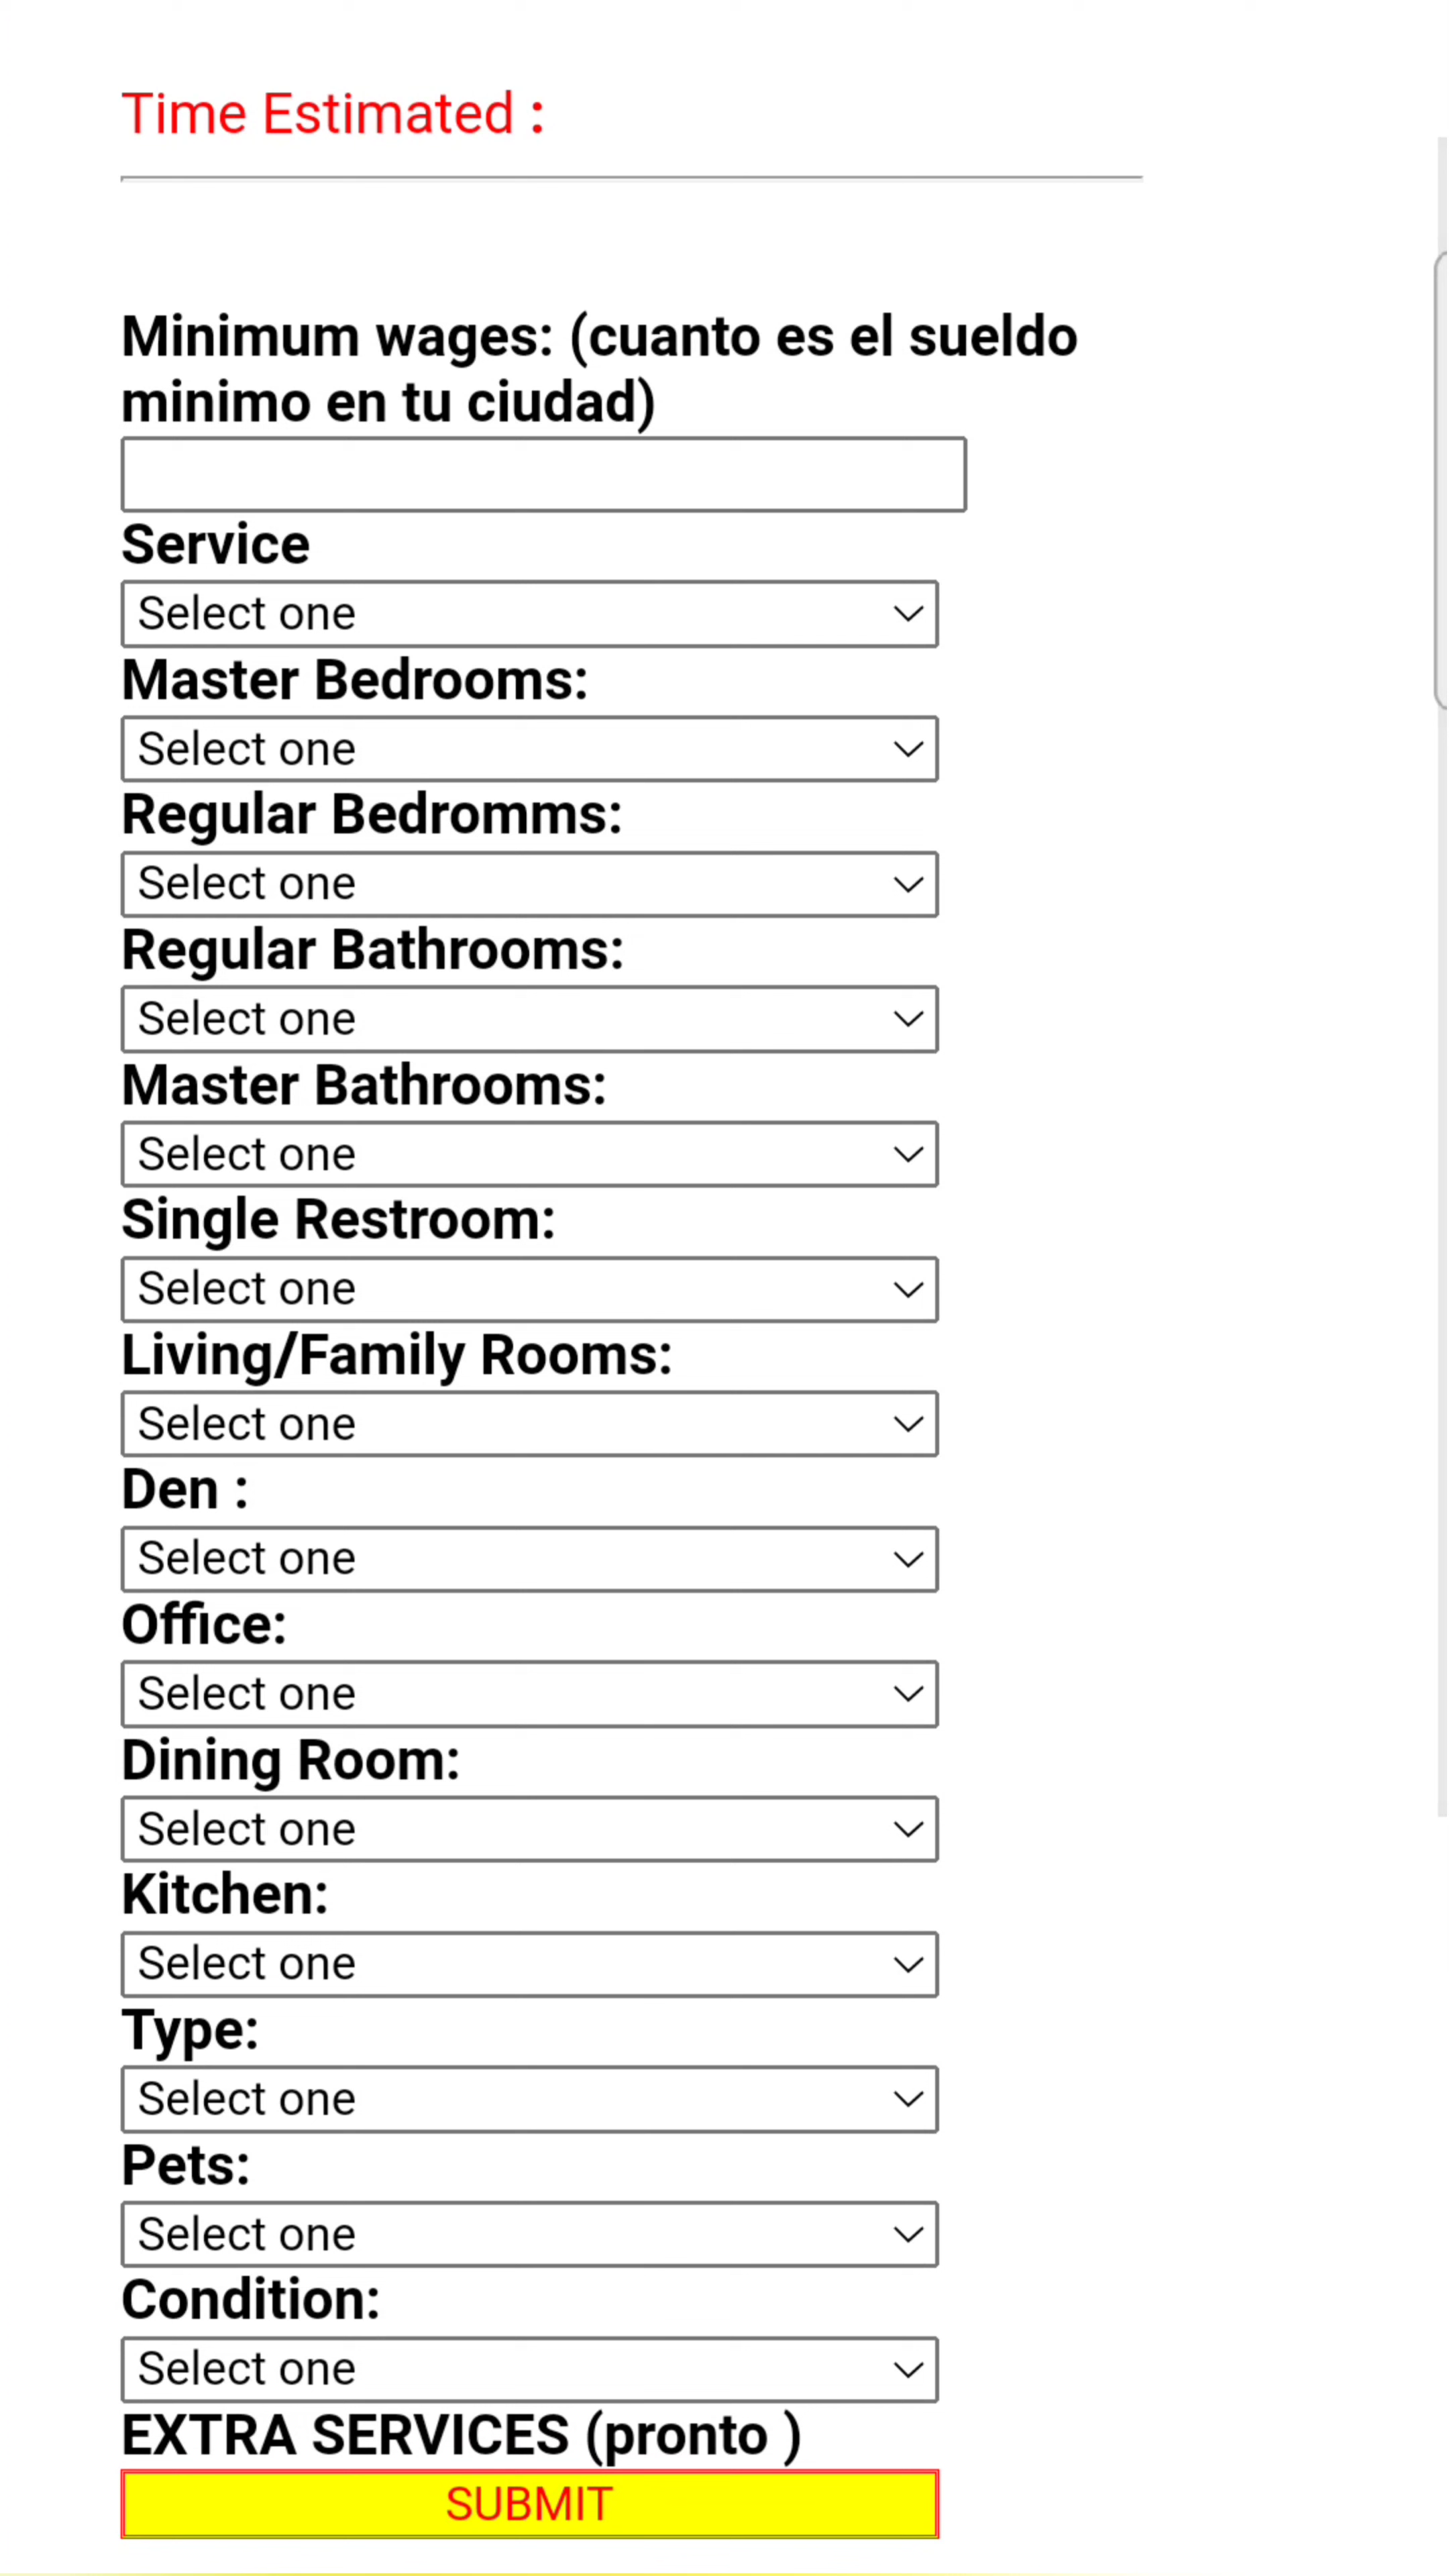 Time Estimated :
Minimum wages: (cuanto es el sueldo
minimo en tu ciudad)
Service
Select one
Master Bedrooms:
Select one
Regular Bedromms:
Select one
Regular Bathrooms:
Select one
Master Bathrooms:
Select one
Single Restroom:
Select one
Living/Family Rooms:
Select one
Den :
Select one
Office:
Select one
Dining Room:
Select one
Kitchen:
Select one
Type:
Select one
Pets:
Select one
Condition:
Select one
EXTRA SERVICES (pronto )
SUBMIT